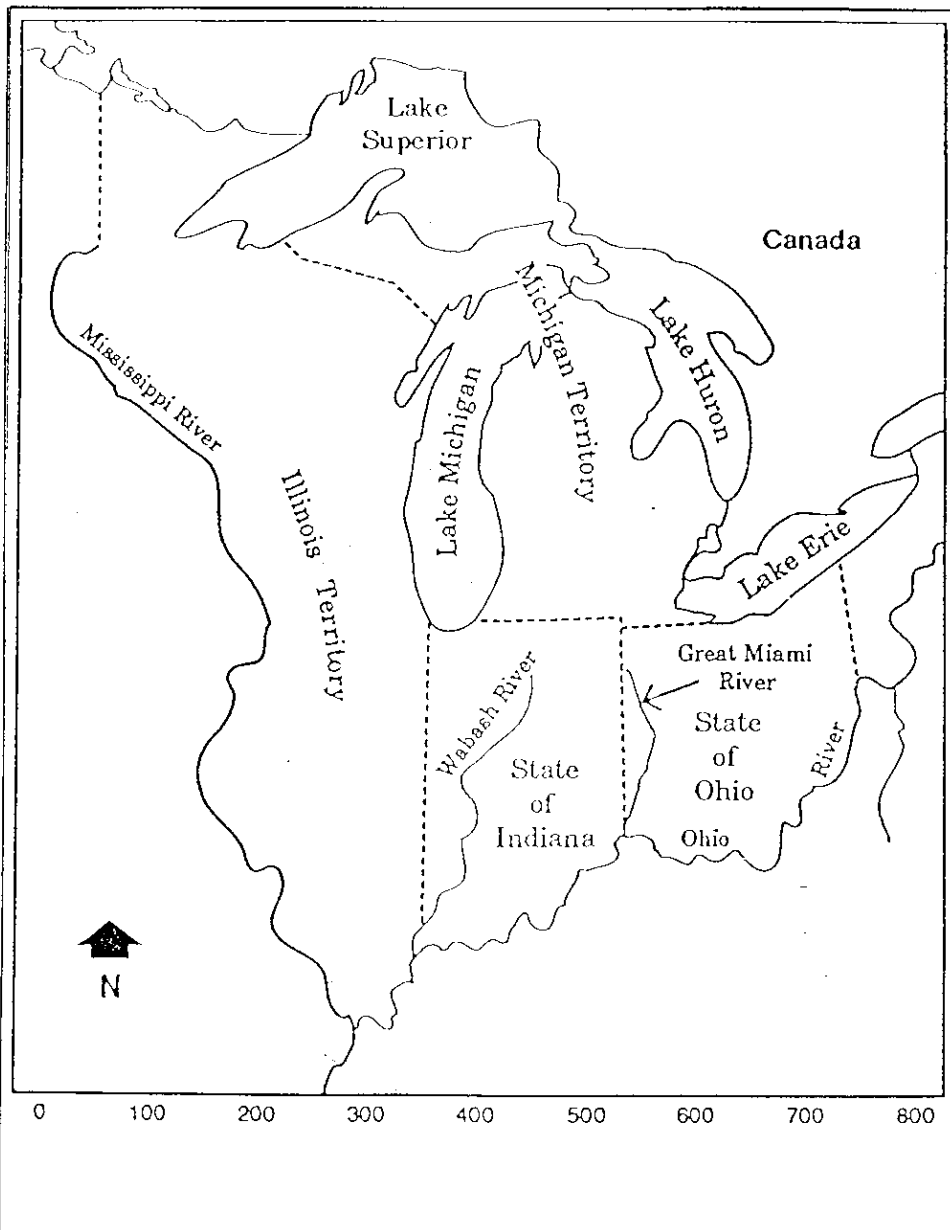 Lake
Superior
Canada
Michigan Territory
Lake Huron
Mississippi River
Lake Michigan
Illinois Territory
Lake Erie
Great Miami
River
Wabash River
State
of
Ohio
River
State
of
Indiana
Ohio
N
0 100 200 300 400 500 600 700 800